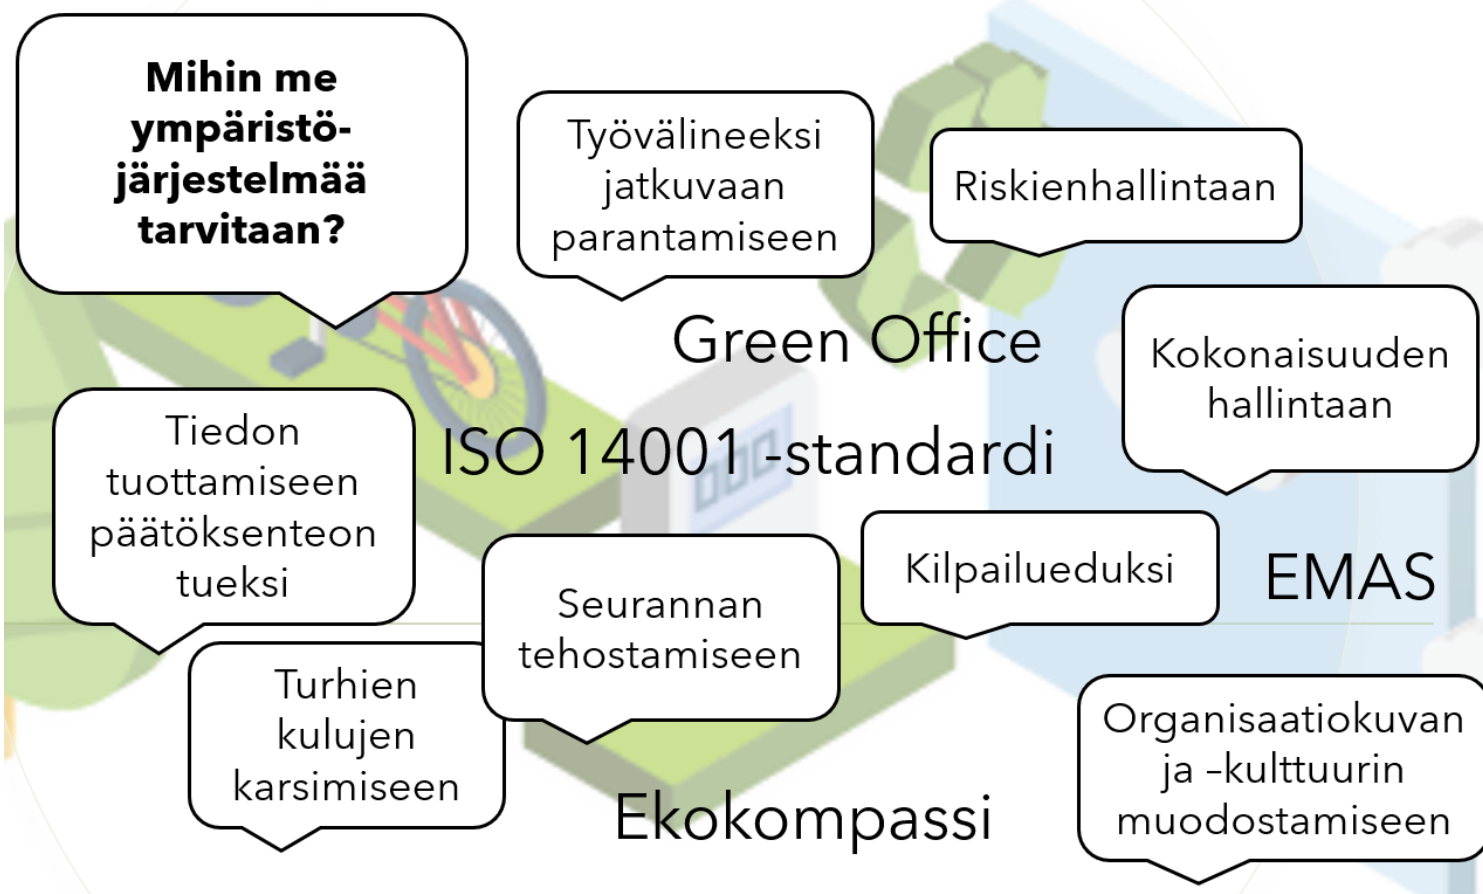 Mihin me
ympäristö-
järjestelmää
tarvitaan?
Työvälineeksi
jatkuvaan
parantamiseen
Riskienhallintaan
Green Office
Kokonaisuuden
hallintaan
Tiedon
tuottamiseen
päätöksenteon
tueksi
ISO 14001 -standardi
Kilpailueduksi
EMAS
Seurannan
tehostamiseen
Turhien
kulujen
karsimiseen
Organisaatiokuvan
ja –kulttuurin
muodostamiseen
Ekokompassi